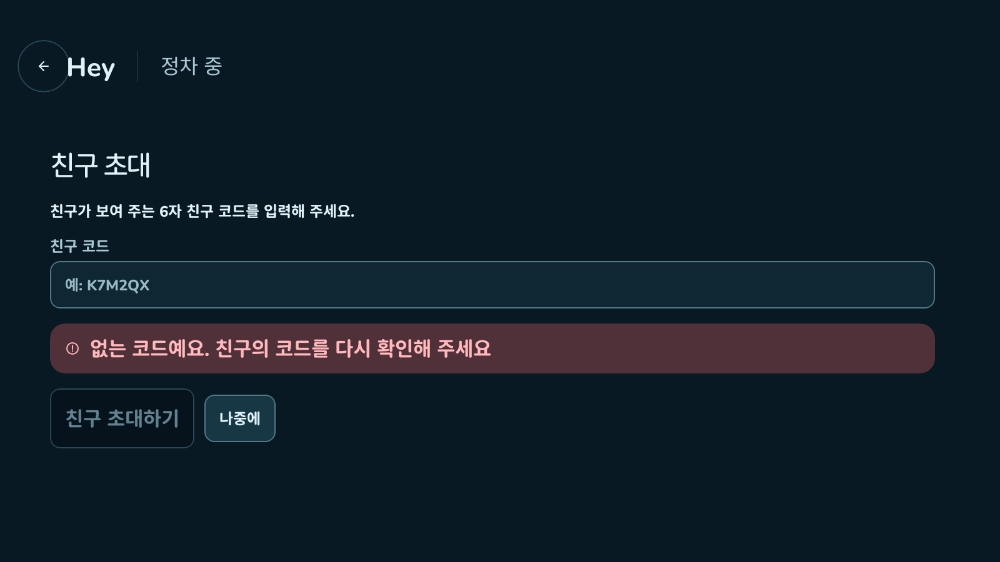 Hey
정차 중
친구 초대
친구가 보여 주는 6자 친구 코드를 입력해 주세요.
친구 코드
예: K7M2QX
없는 코드예요. 친구의 코드를 다시 확인해 주세요
친구 초대하기
나중에